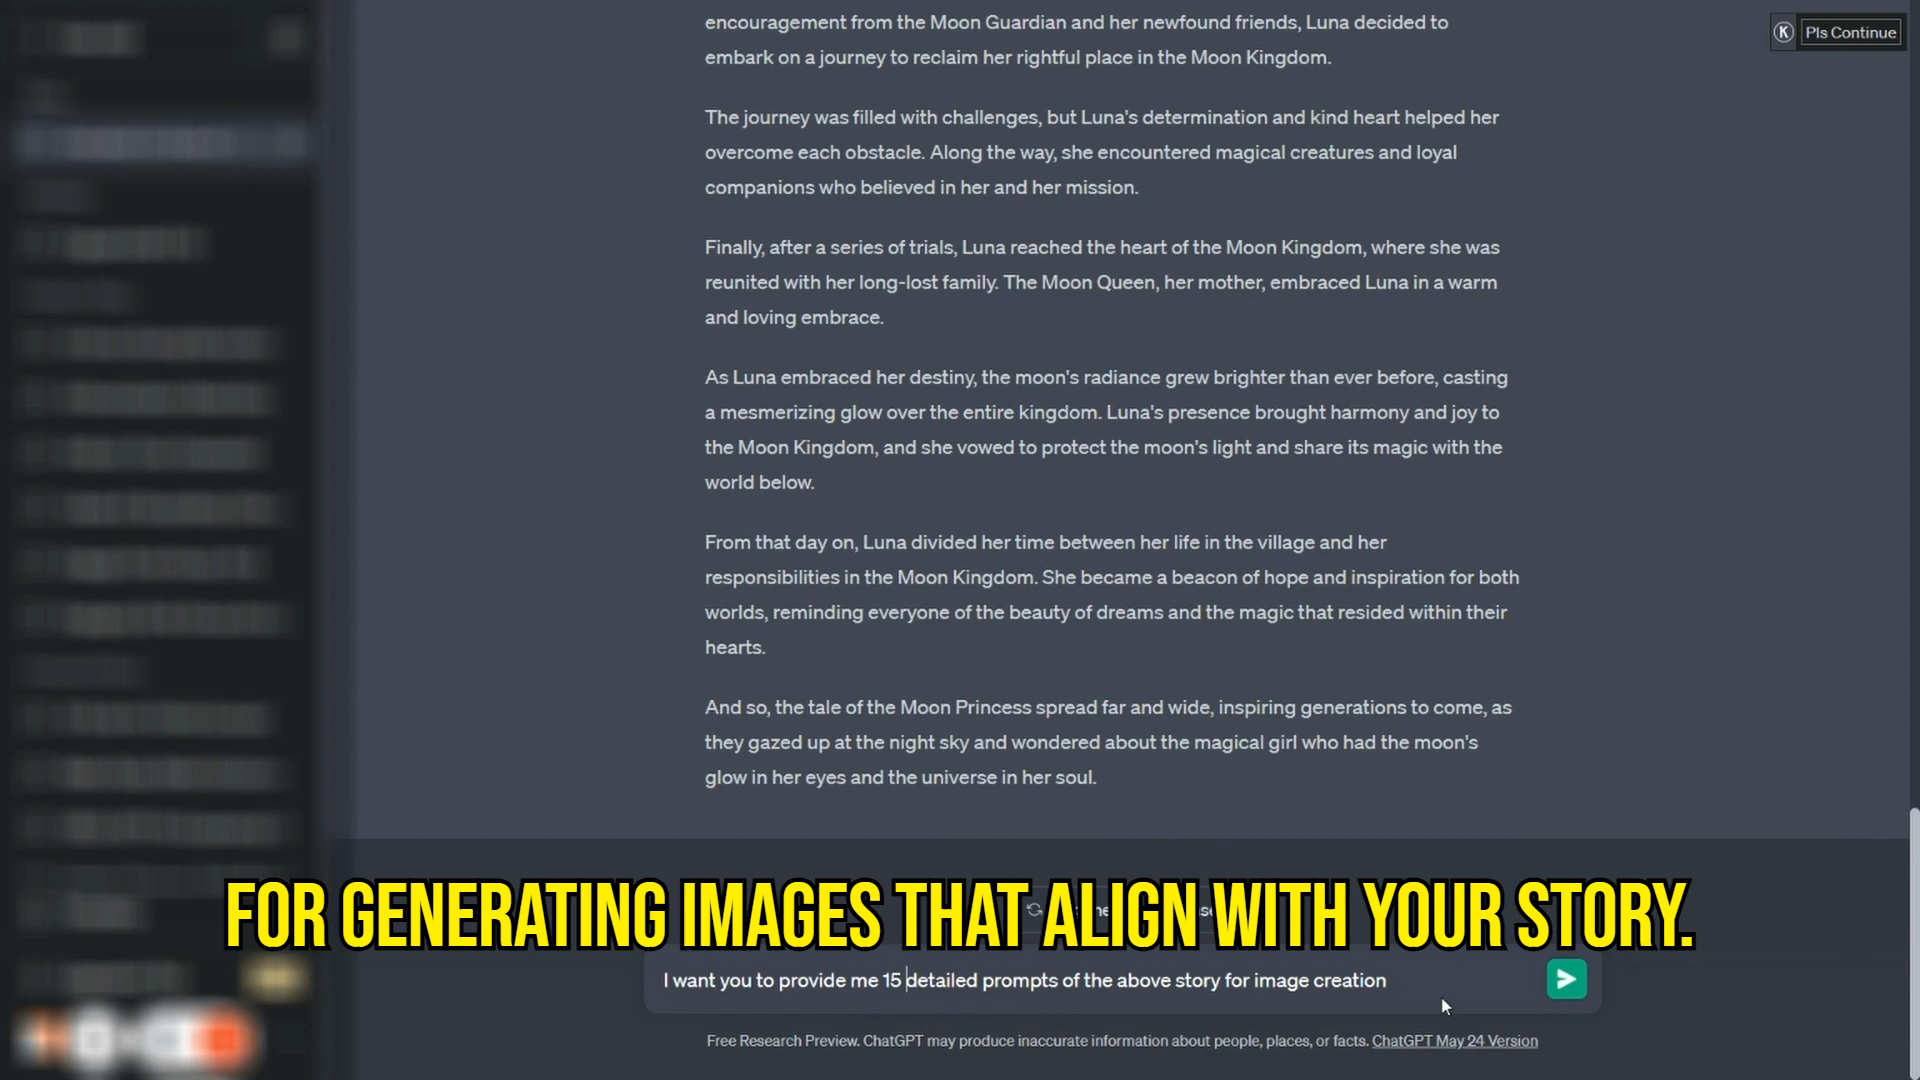 encouragement from the Moon Guardian and her newfound friends, Luna decided to
embark on a journey to reclaim her rightful place in the Moon Kingdom.
K Pls Continue
The journey was filled with challenges, but Luna's determination and kind heart helped her
overcome each obstacle. Along the way, she encountered magical creatures and loyal
companions who believed in her and her mission.
Finally, after a series of trials, Luna reached the heart of the Moon Kingdom, where she was
reunited with her long-lost family. The Moon Queen, her mother, embraced Luna in a warm
and loving embrace.
As Luna embraced her destiny, the moon's radiance grew brighter than ever before, casting
a mesmerizing glow over the entire kingdom. Luna's presence brought harmony and joy to
the Moon Kingdom, and she vowed to protect the moon's light and share its magic with the
world below.
From that day on, Luna divided her time between her life in the village and her
responsibilities in the Moon Kingdom. She became a beacon of hope and inspiration for both
worlds, reminding everyone of the beauty of dreams and the magic that resided within their
hearts.
And so, the tale of the Moon Princess spread far and wide, inspiring generations to come, as
they gazed up at the night sky and wondered about the magical girl who had the moon's
glow in her eyes and the universe in her soul.
FOR GENERATING IMAGES THAT ALIGN WITH YOUR STORY.
I want you to provide me 15 detailed prompts of the above story for image creation
Free Research Preview. ChatGPT may produce inaccurate information about people, places, or facts. ChatGPT May 24 Version